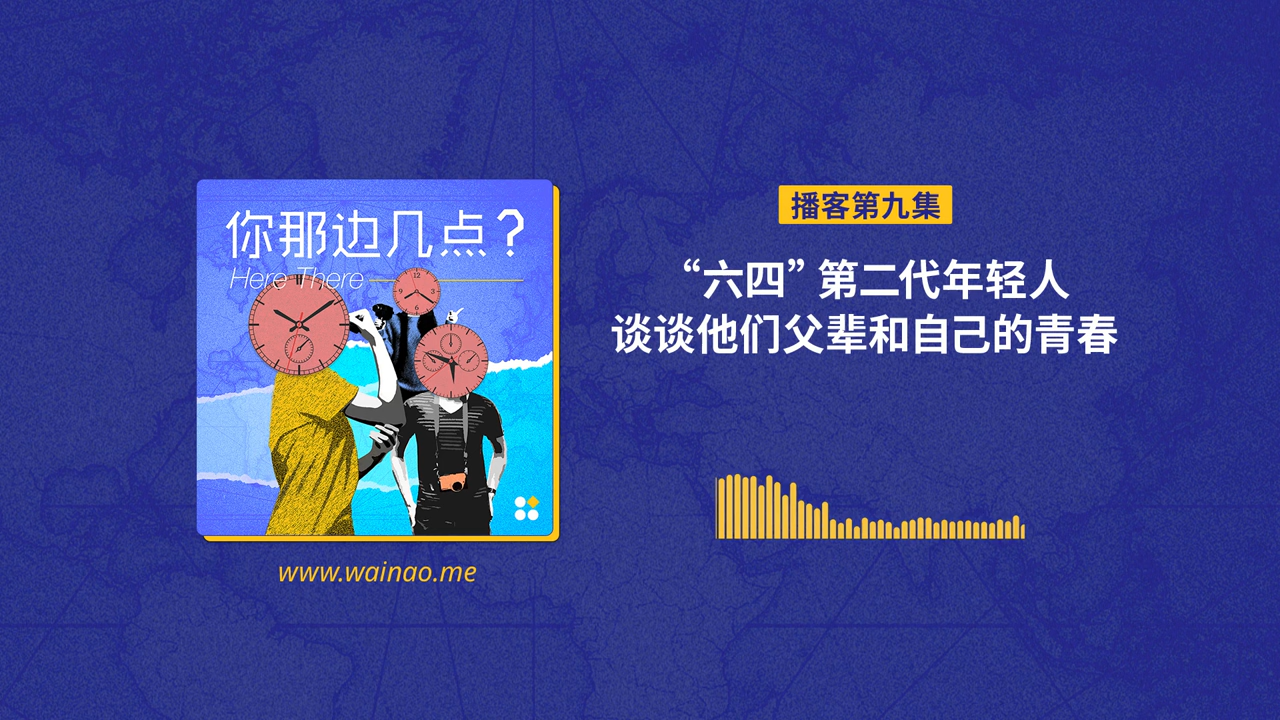 你那边几点？
Here There
www.wainao.me
播客第九集
“六四”第二代年轻人
谈谈他们父辈和自己的青春